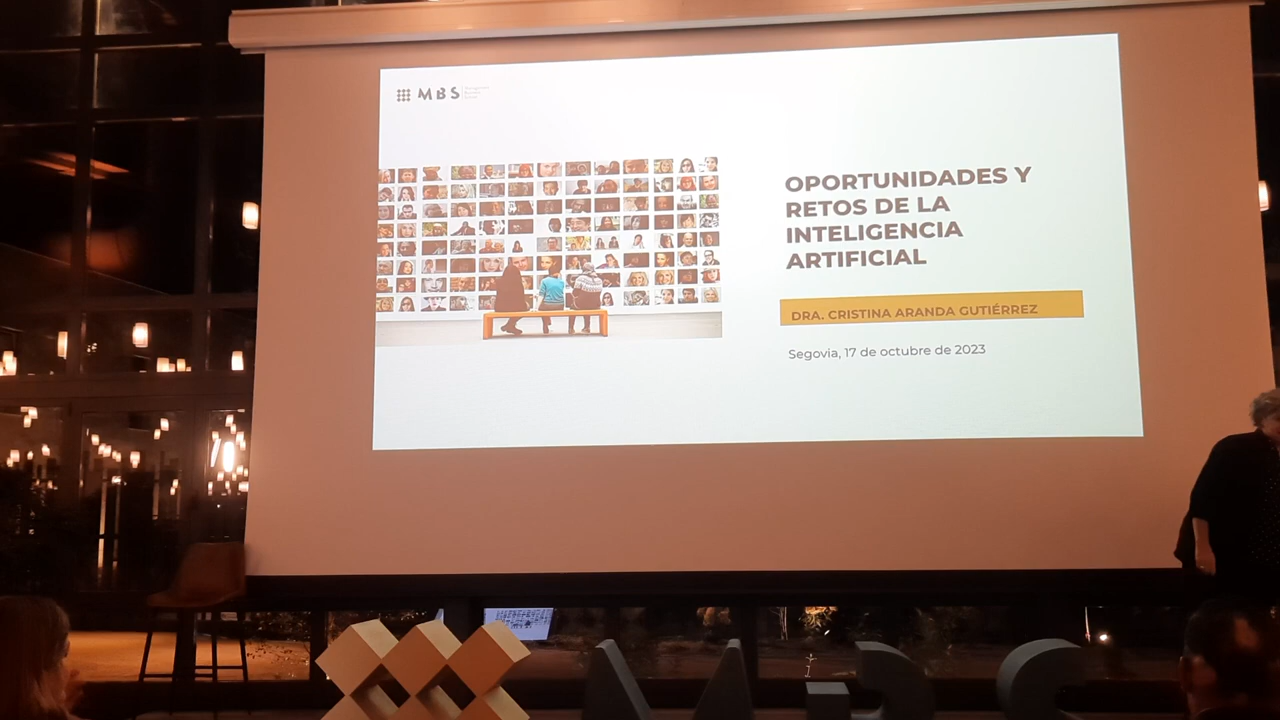 MBS
OPORTUNIDADES Y
RETOS DE LA
INTELIGENCIA
ARTIFICIAL
DRA. CRISTINA ARANDA GUTIÉRREZ
Segovia, 17 de octubre de 2023